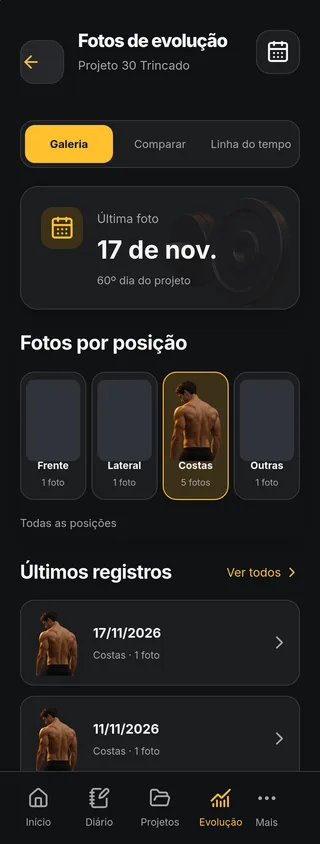 Fotos de evolução
Projeto 30 Trincado
Galeria
Comparar
Linha do tempo
Última foto
17 de nov.
60º dia do projeto
Fotos por posição
Frente
1 foto
Lateral
1 foto
Costas
5 fotos
Outras
1 foto
Todas as posições
Últimos registros
Ver todos
17/11/2026
Costas · 1 foto
11/11/2026
Costas · 1 foto
Início
Diário
Projetos
Evolução
Mais